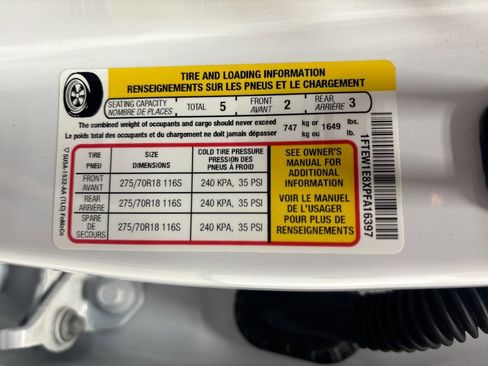 TIRE AND LOADING INFORMATION
RENSEIGNEMENTS SUR LES PNEUS ET LE CHARGEMENT
SEATING CAPACITY
NOMBRE DE PLACES
TOTAL 5
FRONT
AVANT 2
REAR
ARRIÈRE 3
The combined weight of occupants and cargo should never exceed
Le poids total des occupants et du chargement ne doit jamais dépasser
747 kg or 1649 lbs.
kg ou lb.
TIRE
PNEU
SIZE
DIMENSIONS
COLD TIRE PRESSURE
PRESSION DES
PNEUS À FROID
FRONT
AVANT
275/70R18 116S
240 KPA, 35 PSI
REAR
ARRIÈRE
275/70R18 116S
240 KPA, 35 PSI
SPARE
DE
SECOURS
275/70R18 116S
240 KPA, 35 PSI
SEE OWNER'S
MANUAL FOR
ADDITIONAL
INFORMATION
VOIR LE MANUEL
DE L'USAGER
POUR PLUS DE
RENSEIGNEMENTS
1FTEW1E8XPFA16397